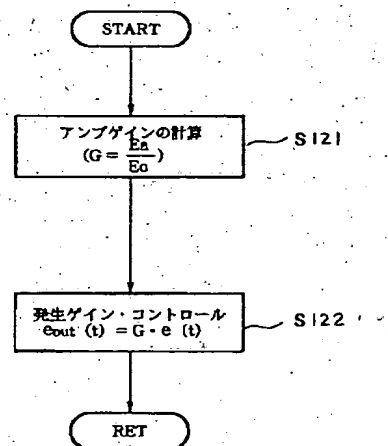 START
アンプゲインの計算
(G = Ea/Eo)
S121
発生ゲイン・コントロール
eout (t) = G・e (t)
S122
RET